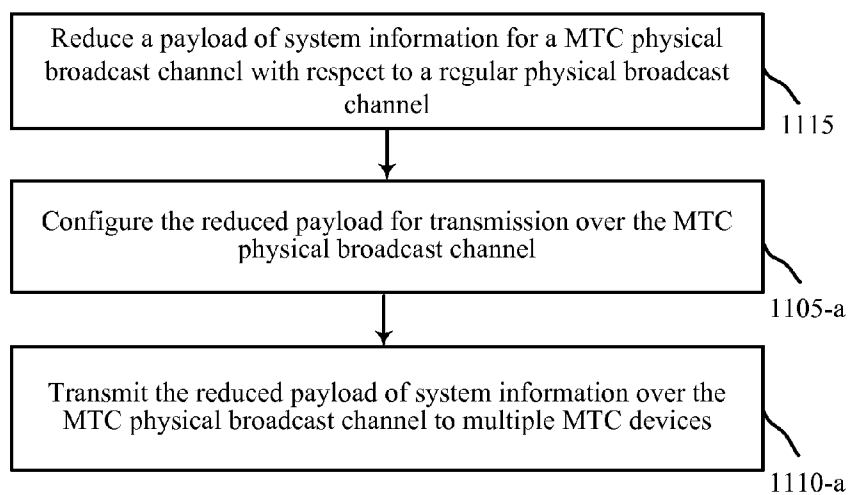 Reduce a payload of system information for a MTC physical
broadcast channel with respect to a regular physical broadcast
channel
1115
Configure the reduced payload for transmission over the MTC
physical broadcast channel
1105-a
Transmit the reduced payload of system information over the
MTC physical broadcast channel to multiple MTC devices
1110-a